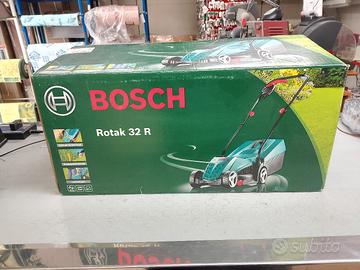 BOSCH
Rotak 32 R
subito